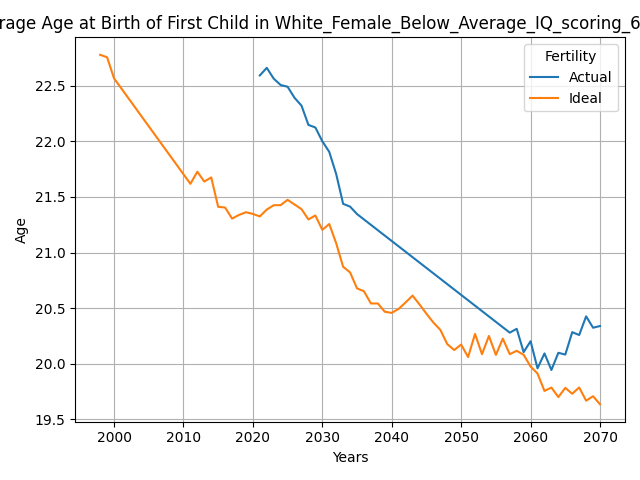 rage Age at Birth of First Child in White_Female_Below_Average_IQ_scoring_6
Fertility
Actual
Ideal
22.5
22.0
21.5
21.0
20.5
20.0
19.5
Age
2000 2010 2020 2030 2040 2050 2060 2070
Years